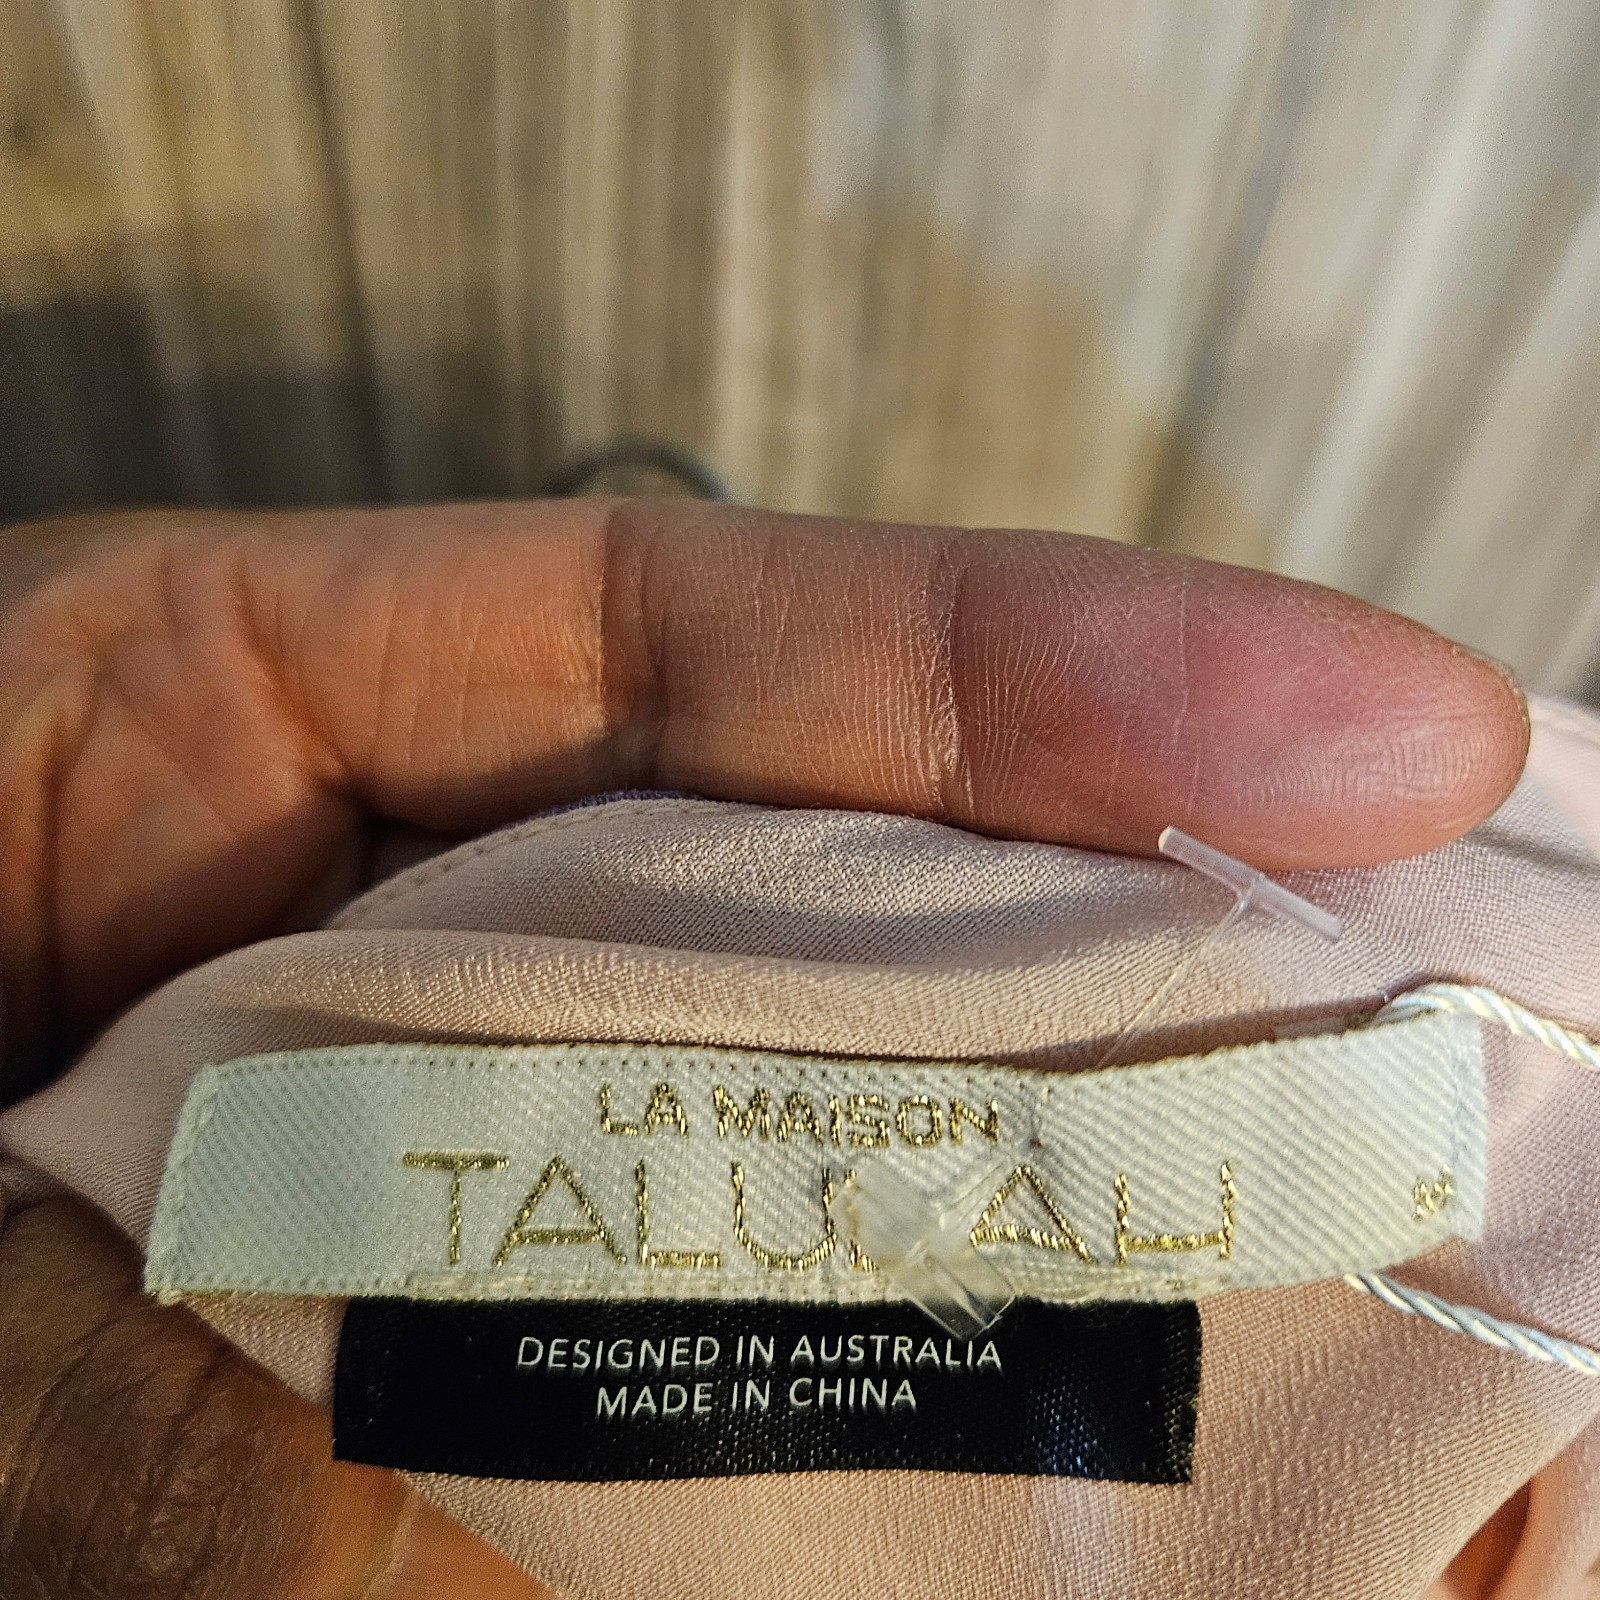 LA MAISON
TALULAH
DESIGNED IN AUSTRALIA
MADE IN CHINA